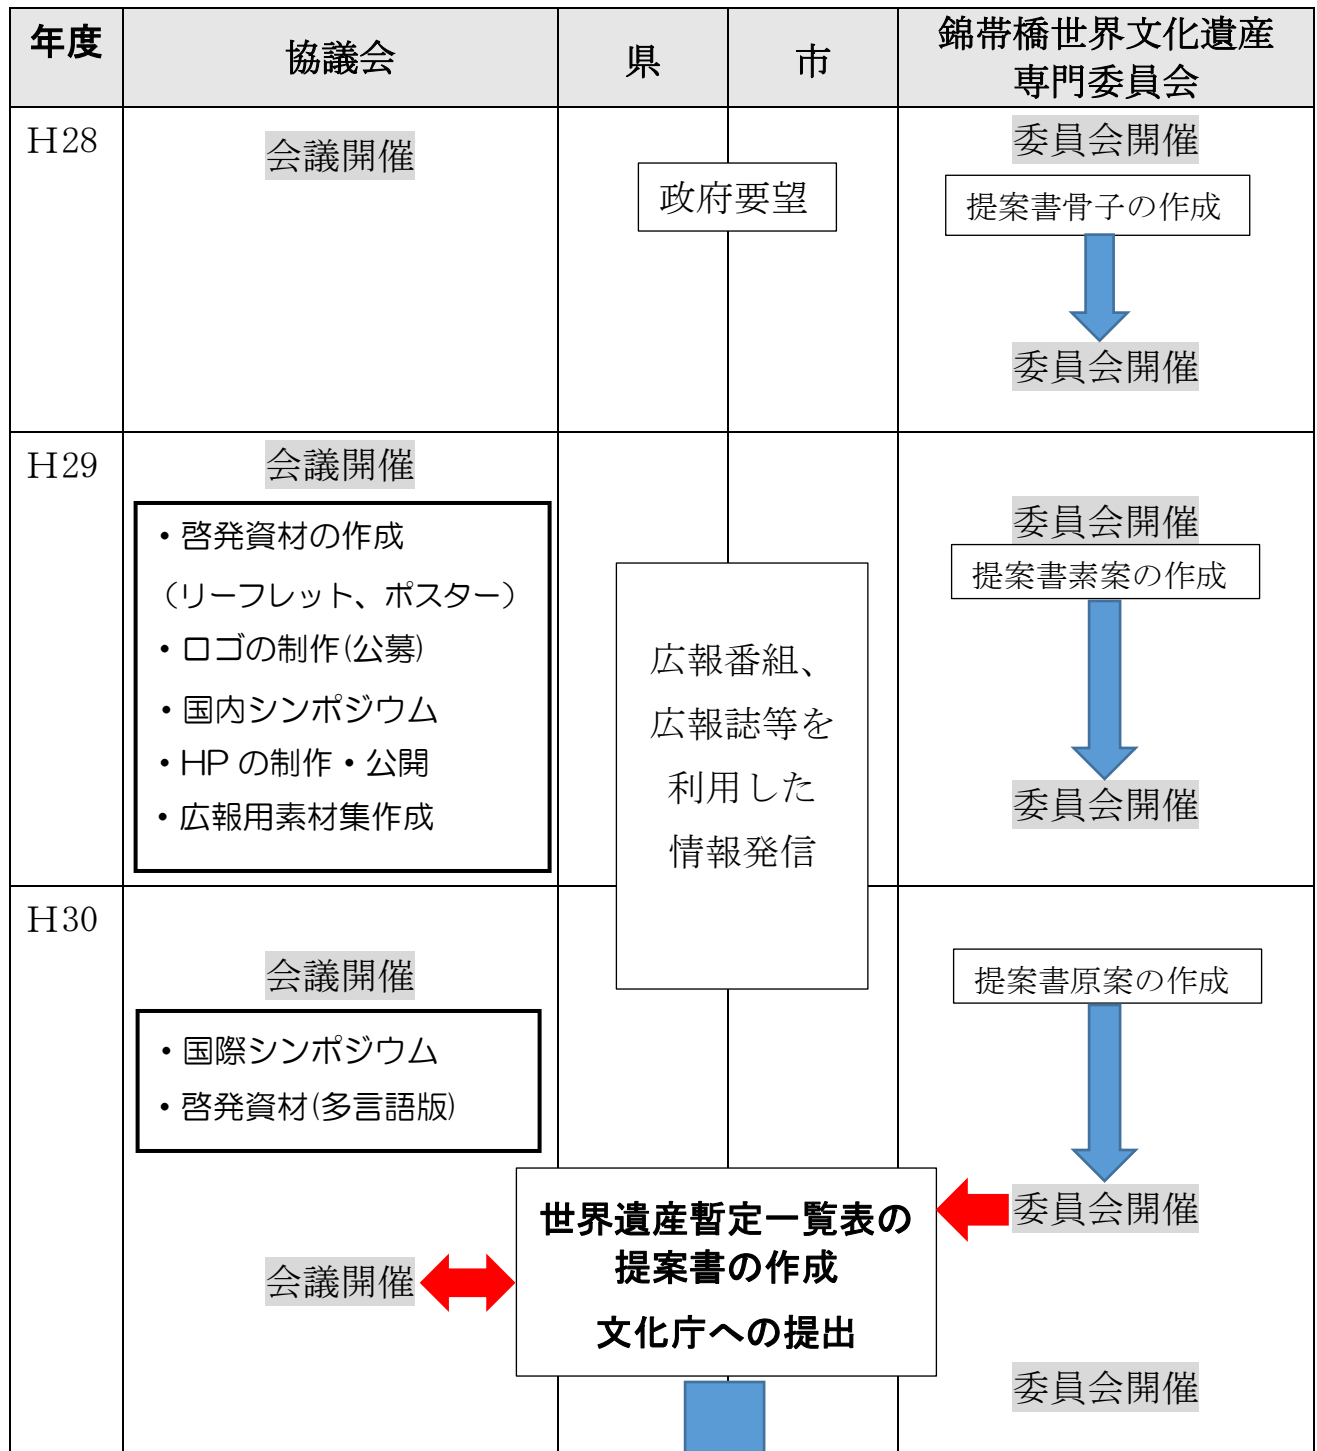 年度
協議会
県
市
錦帯橋世界文化遺産
専門委員会
H28
会議開催
政府要望
委員会開催
提案書骨子の作成
委員会開催
H29
会議開催
・啓発資材の作成
（リーフレット、ポスター）
・ロゴの制作(公募)
・国内シンポジウム
・HP の制作・公開
・広報用素材集作成
広報番組、
広報誌等を
利用した
情報発信
委員会開催
提案書素案の作成
委員会開催
H30
会議開催
・国際シンポジウム
・啓発資材(多言語版)
提案書原案の作成
委員会開催
世界遺産暫定一覧表の
提案書の作成
文化庁への提出
会議開催
委員会開催